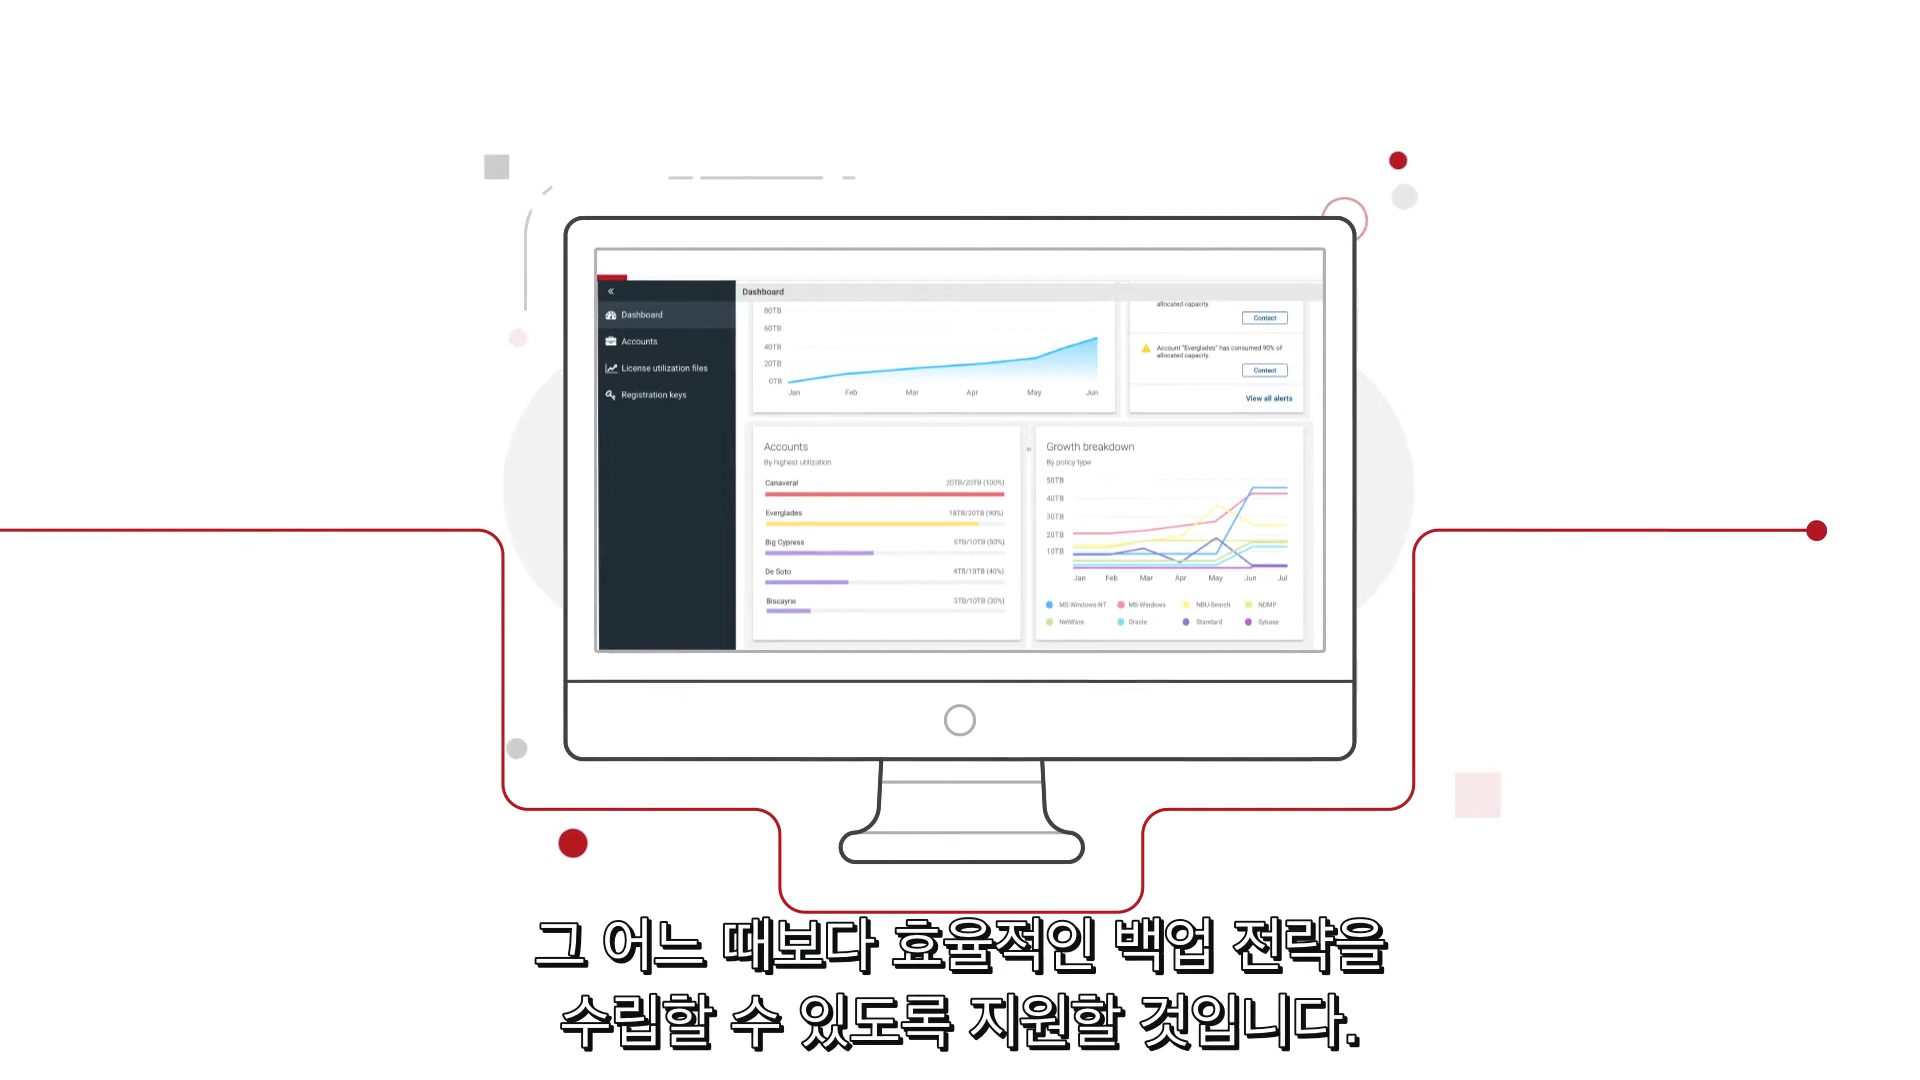 Dashboard
Dashboard
Accounts
License utilization files
Registration keys
80TB
60TB
40TB
20TB
0TB
Jan Feb Mar Apr May Jun
allocated capacity.
Contact
Account "Everglades" has consumed 90% of
allocated capacity.
Contact
View all alerts
Accounts
By highest utilization
Canaveral 20TB/20TB (100%)
Everglades 18TB/20TB (90%)
Big Cypress 5TB/10TB (50%)
De Soto 4TB/10TB (40%)
Biscayne 3TB/10TB (30%)
Growth breakdown
By policy type
50TB
40TB
30TB
20TB
10TB
Jan Feb Mar Apr May Jun Jul
MS-Windows-NT MS-Windows NBU-Search NDMP
NetWare Oracle Standard Sybase
그 어느 때보다 효율적인 백업 전략을
수립할 수 있도록 지원할 것입니다.